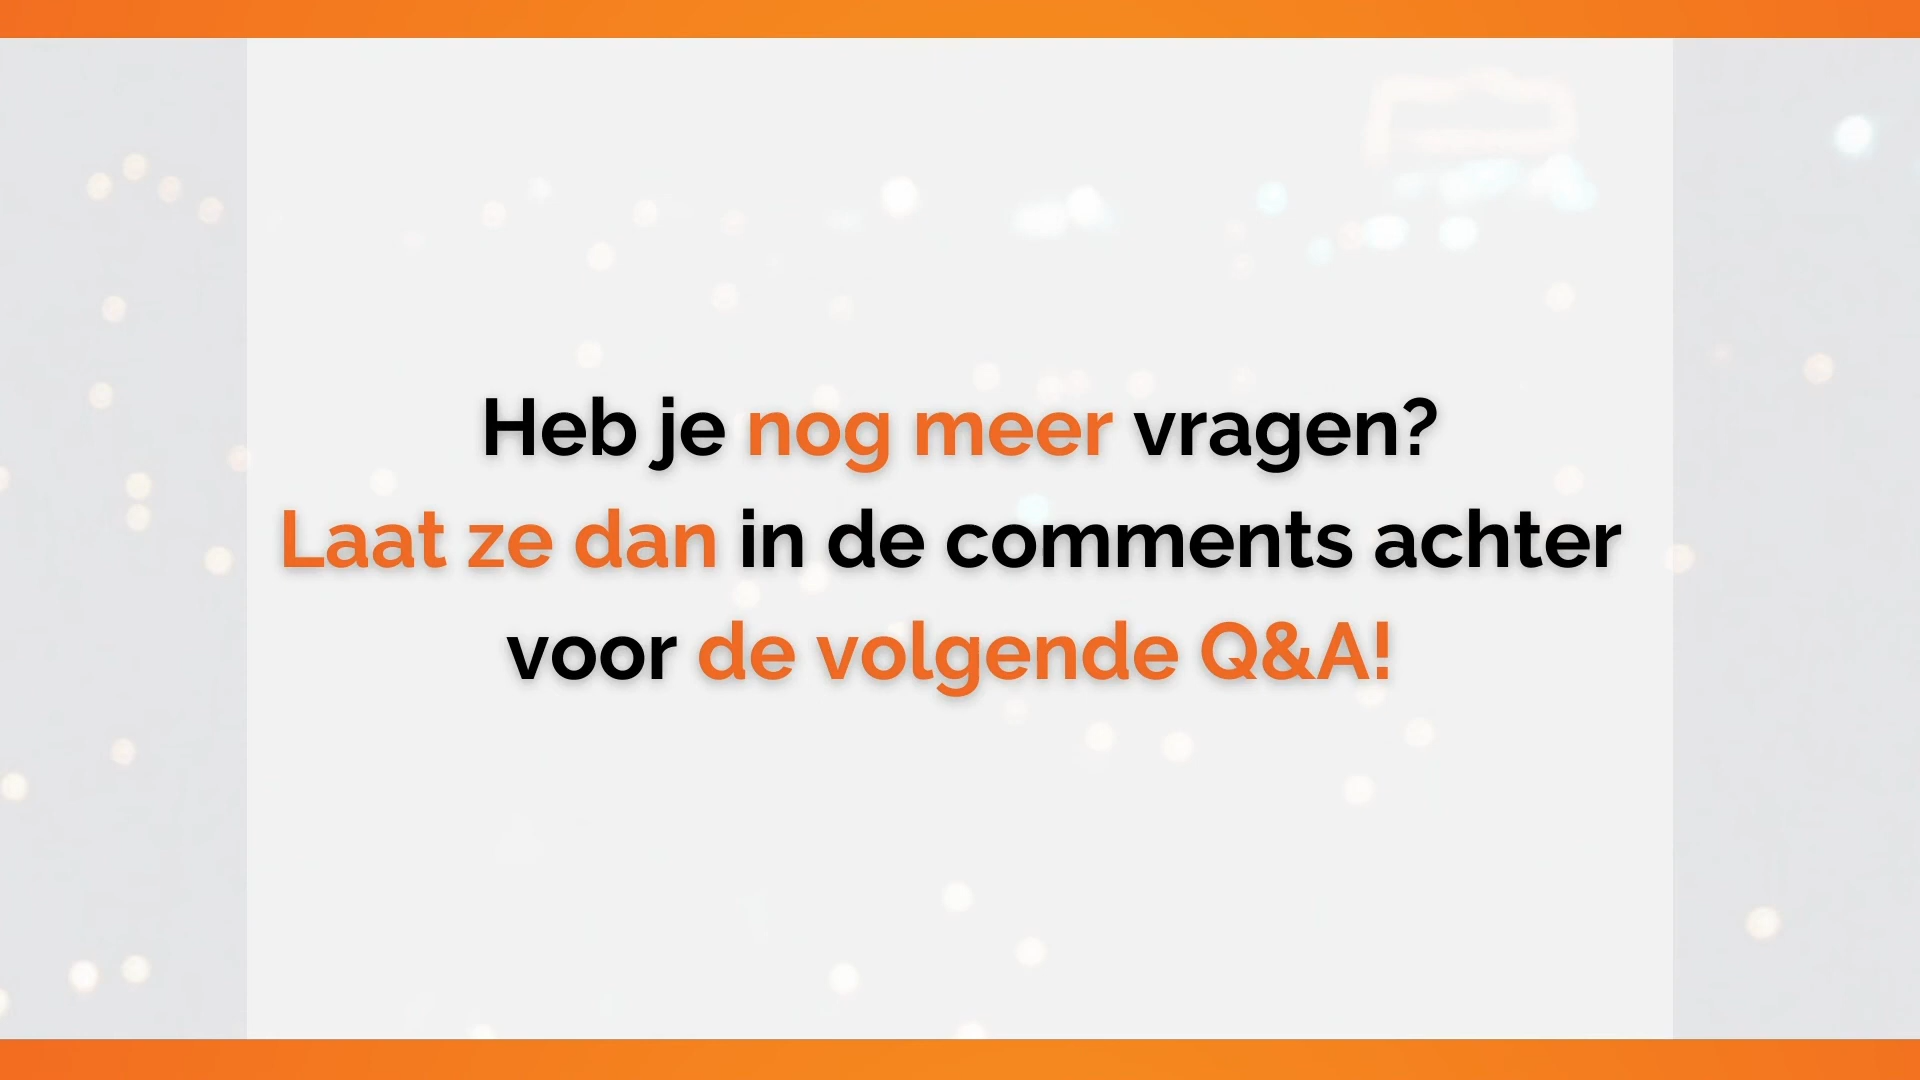 Heb je nog meer vragen?
Laat ze dan in de comments achter
voor de volgende Q&A!